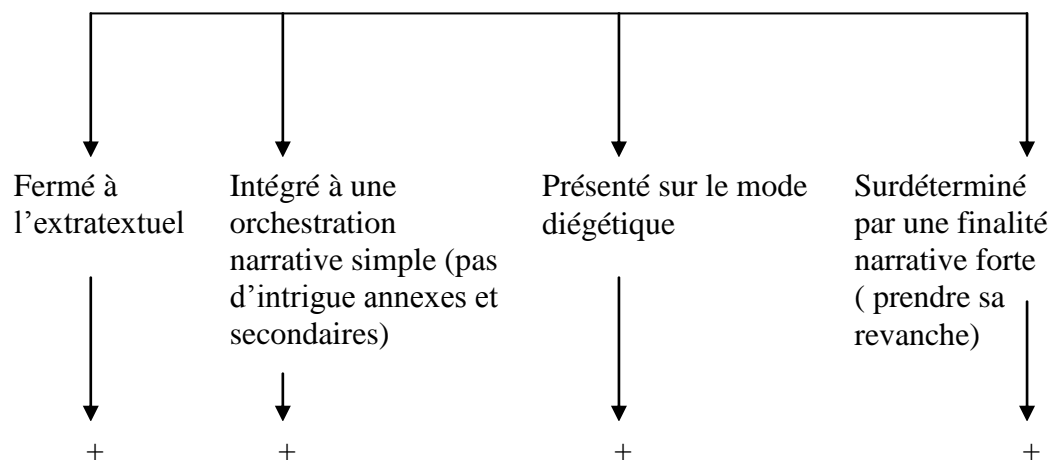 Fermé à
l’extratextuel
Intégré à une
orchestration
narrative simple (pas
d’intrigue annexes et
secondaires)
Présenté sur le mode
diégétique
Surdéterminé
par une finalité
narrative forte
( prendre sa
revanche)
+
+
+
+